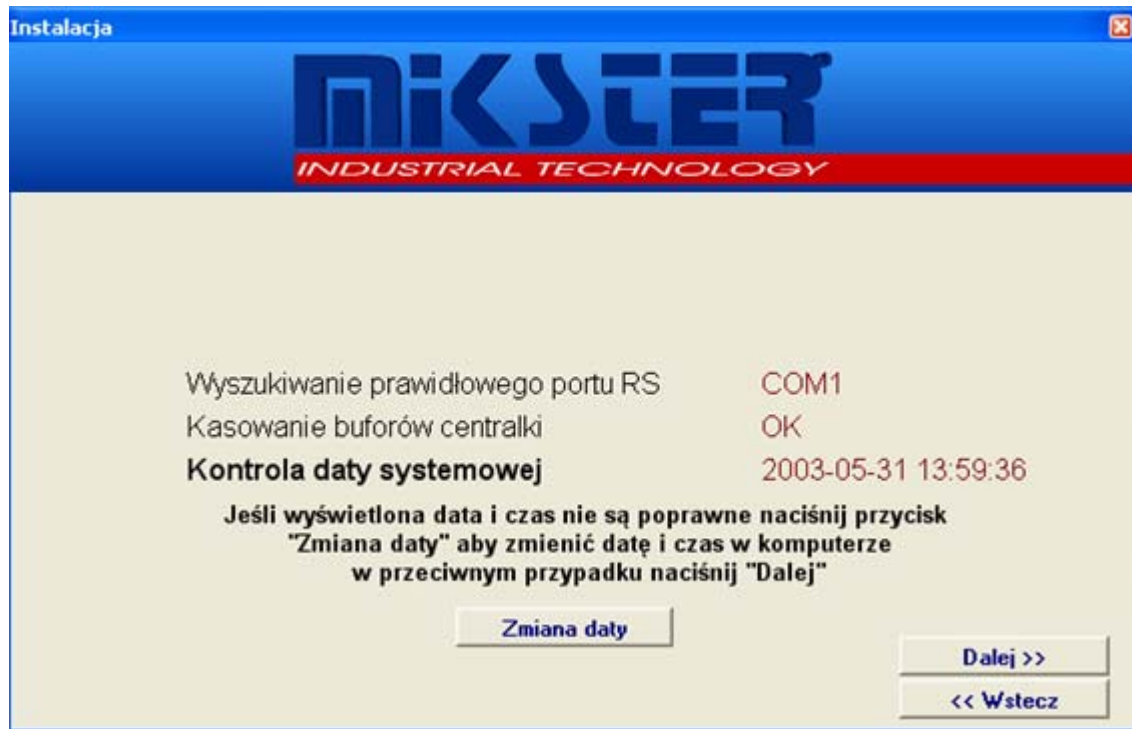 Instalacja
MIKSTER
INDUSTRIAL TECHNOLOGY
Wyszukiwanie prawidłowego portu RS COM1
Kasowanie buforów centralki OK
Kontrola daty systemowej 2003-05-31 13:59:36
Jeśli wyświetlona data i czas nie są poprawne naciśnij przycisk
"Zmiana daty" aby zmienić datę i czas w komputerze
w przeciwnym przypadku naciśnij "Dalej"
Zmiana daty
Dalej >>
<< Wstecz